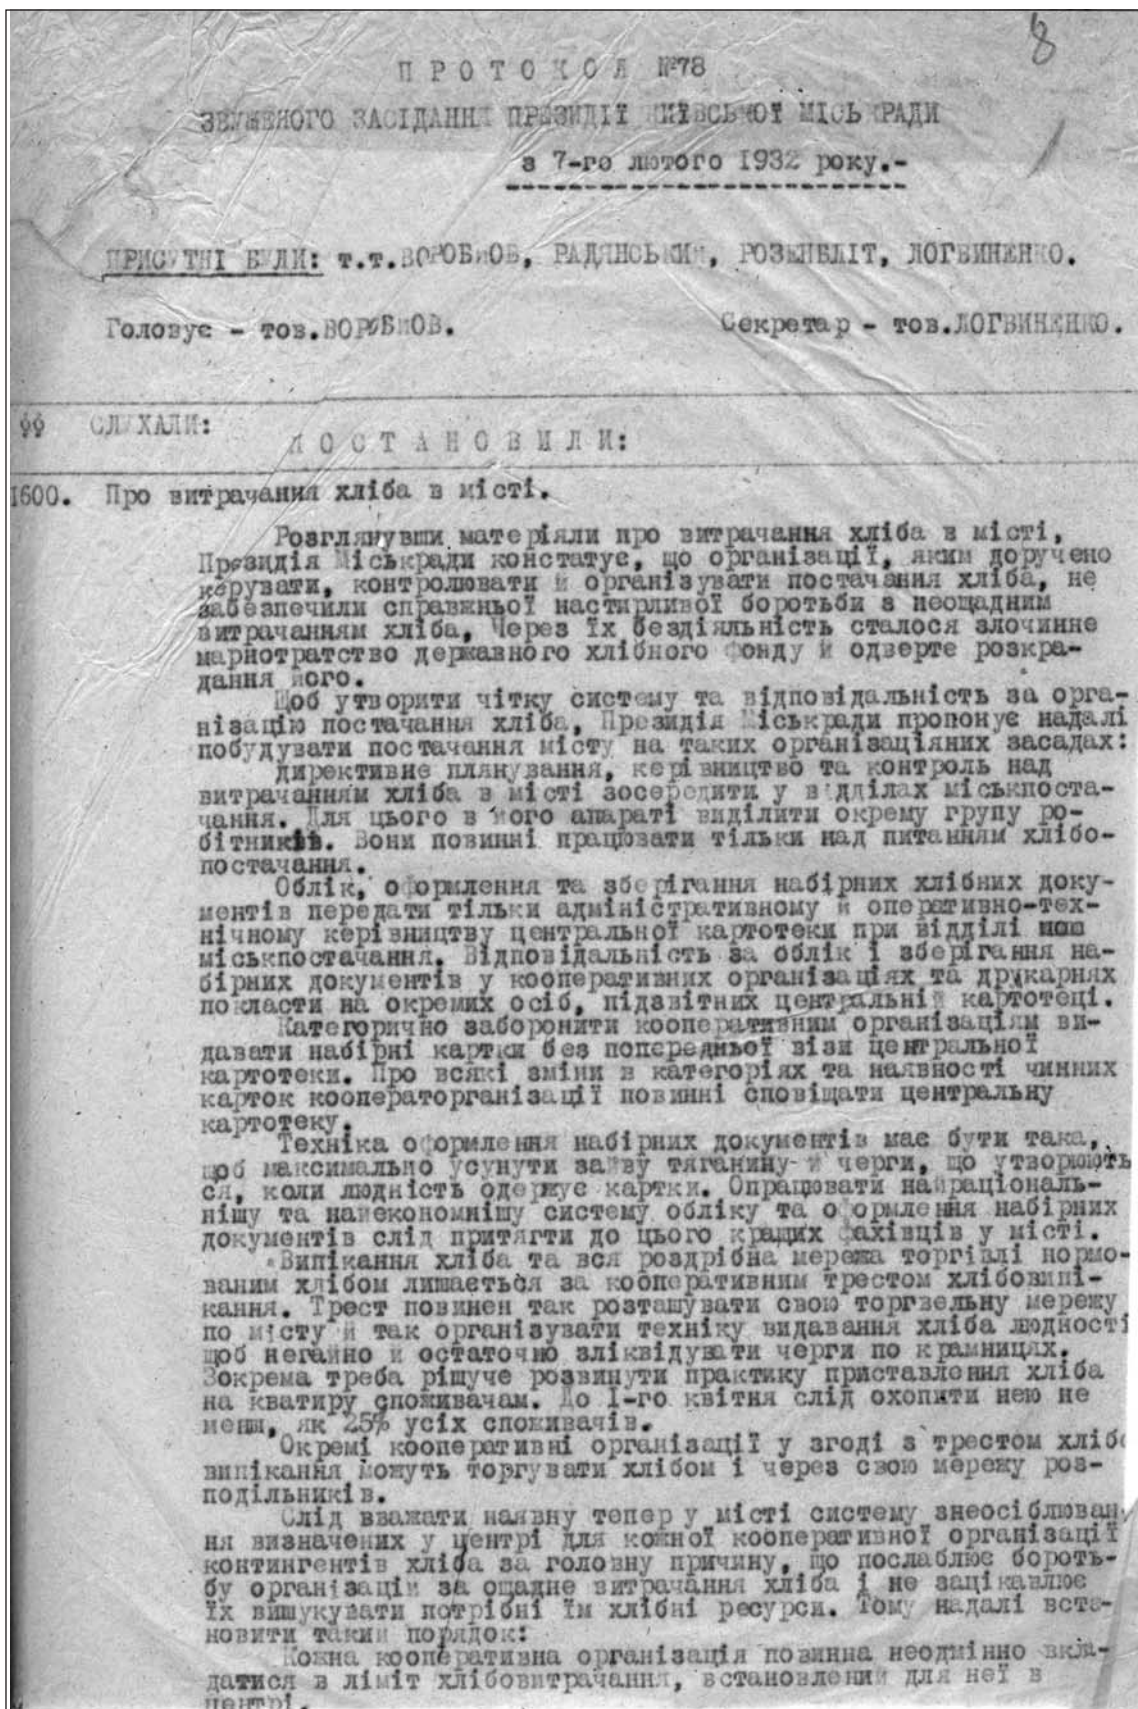 8
ПРОТОКОЛ №78
ЗВУЖЕНОГО ЗАСІДАННЯ ПРЕЗИДІЇ КИЇВСЬКОЇ МІСЬКРАДИ
з 7-го лютого 1932 року.-
ПРИСУТНІ БУЛИ: т.т.ВОРОБЙОВ, РАДЯНСЬКИЙ, РОЗЕНБЛІТ, ЛОГВИНЕНКО.
Головує - тов.ВОРОБЙОВ. Секретар - тов.ЛОГВИНЕНКО.
§§ СЛУХАЛИ:
ПОСТАНОВИЛИ:
1600. Про витрачання хліба в місті.
Розглянувши матеріяли про витрачання хліба в місті,
Президія Міськради констатує, що організації, яким доручено
керувати, контролювати й організувати постачання хліба, не
забезпечили справжньої настирливої боротьби з неощадним
витрачанням хліба, Через їх бездіяльність сталося злочинне
марнотратство державного хлібного фонду й одверте розкра-
дання його.
Щоб утворити чітку систему та відповідальність за орга-
нізацію постачання хліба, Президія Міськради пропонує надалі
побудувати постачання місту на таких організаціяних засадах:
директивне плянування, керівництво та контроль над
витрачанням хліба в місті зосередити у відділах міськпоста-
чання. Для цього в його апараті виділити окрему групу ро-
бітників. Вони повинні працювати тільки над питанням хлібо-
постачання.
Облік, оформлення та зберігання набірних хлібних доку-
ментів передати тільки адміністративному й оперативно-тех-
нічному керівництву центральної картотеки при відділі
міськпостачання. Відповідальність за облік і зберігання на-
бірних документів у кооперативних організаціях та друкарнях
покласти на окремих осіб, підзвітних центральній картотеці.
Категорично заборонити кооперативним організаціям ви-
давати набірні картки без попередньої візи центральної
картотеки. Про всякі зміни в категоріях та наявності чинних
карток кооператорганізації повинні сповіщати центральну
картотеку.
Техніка оформлення набірних документів має бути така,
щоб максимально усунути зайву тяганину й черги, що утворюють
ся, коли людність одержує картки. Опрацювати найраціональ-
нішу та найекономнішу систему обліку та оформлення набірних
документів слід притягти до цього кращих фахівців у місті.
Випікання хліба та вся роздрібна мережа торгівлі нормо-
ваним хлібом лишається за кооперативним трестом хлібовипі-
кання. Трест повинен так розташувати свою торгвельну мережу
по місту й так організувати техніку видавання хліба людності
щоб негайно й остаточно зліквідувати черги по крамницях.
Зокрема треба рішуче розвинути практику приставлення хліба
на кватиру споживачам. До І-го квітня слід охопити нею не
менш, як 25% усіх споживачів.
Окремі кооперативні організації у згоді з трестом хлібо
випікання можуть торгувати хлібом і через свою мережу роз-
подільників.
Слід вважати наявну тепер у місті систему знеосіблюван-
ня визначених у центрі для кожної кооперативної організації
контингентів хліба за головну причину, що послаблює бороть-
бу організацій за ощадне витрачання хліба і не зацікавлює
їх вишукувати потрібні їм хлібні ресурси. Тому надалі вста-
новити такий порядок:
Кожна кооперативна організація повинна неодмінно вкла-
датися в ліміт хлібовитрачання, встановлений для неї в
центрі.